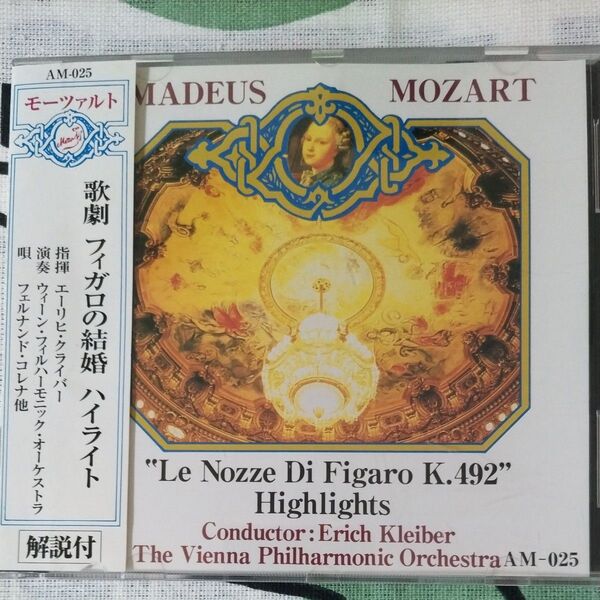 AM-025
モーツァルト
歌劇 フィガロの結婚 ハイライト
指揮 エーリヒ・クライバー
演奏 ウィーン・フィルハーモニック・オーケストラ
唄 フェルナンド・コレナ他
解説付
MADEUS MOZART
"Le Nozze Di Figaro K.492"
Highlights
Conductor:Erich Kleiber
The Vienna Philharmonic Orchestra AM-025